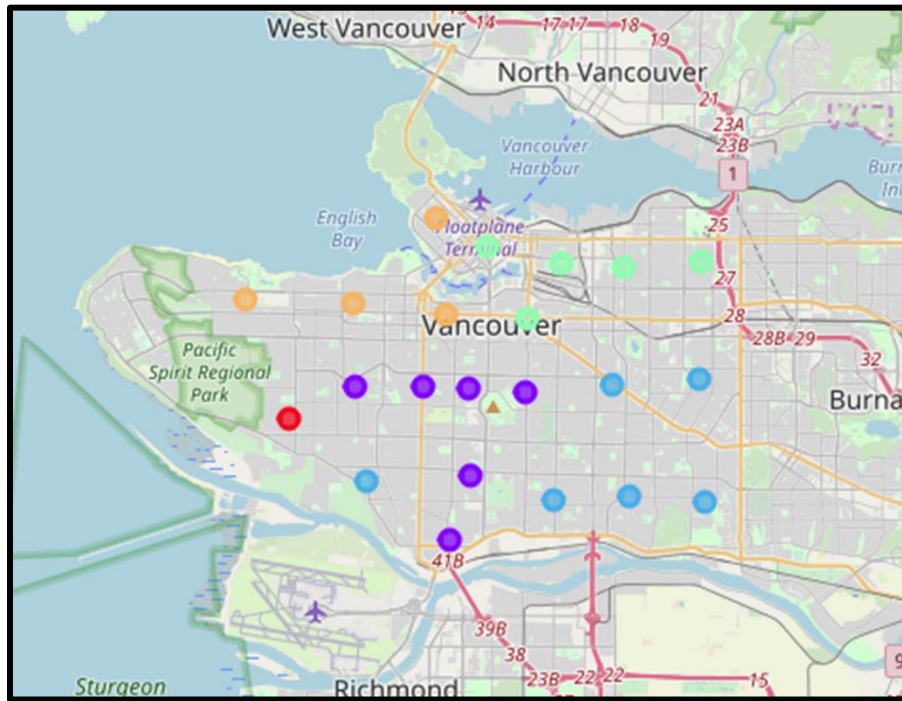 West Vancouver
14
17
17
18
19
North Vancouver
21
23A
23B
1
Vancouver
Harbour
English
Bay
Floatplane
Terminal
25
27
28
28B
29
32
Vancouver
Pacific
Spirit Regional
Park
Burna
41B
39B
38
23B
22
22
15
9
Richmond
Sturgeon